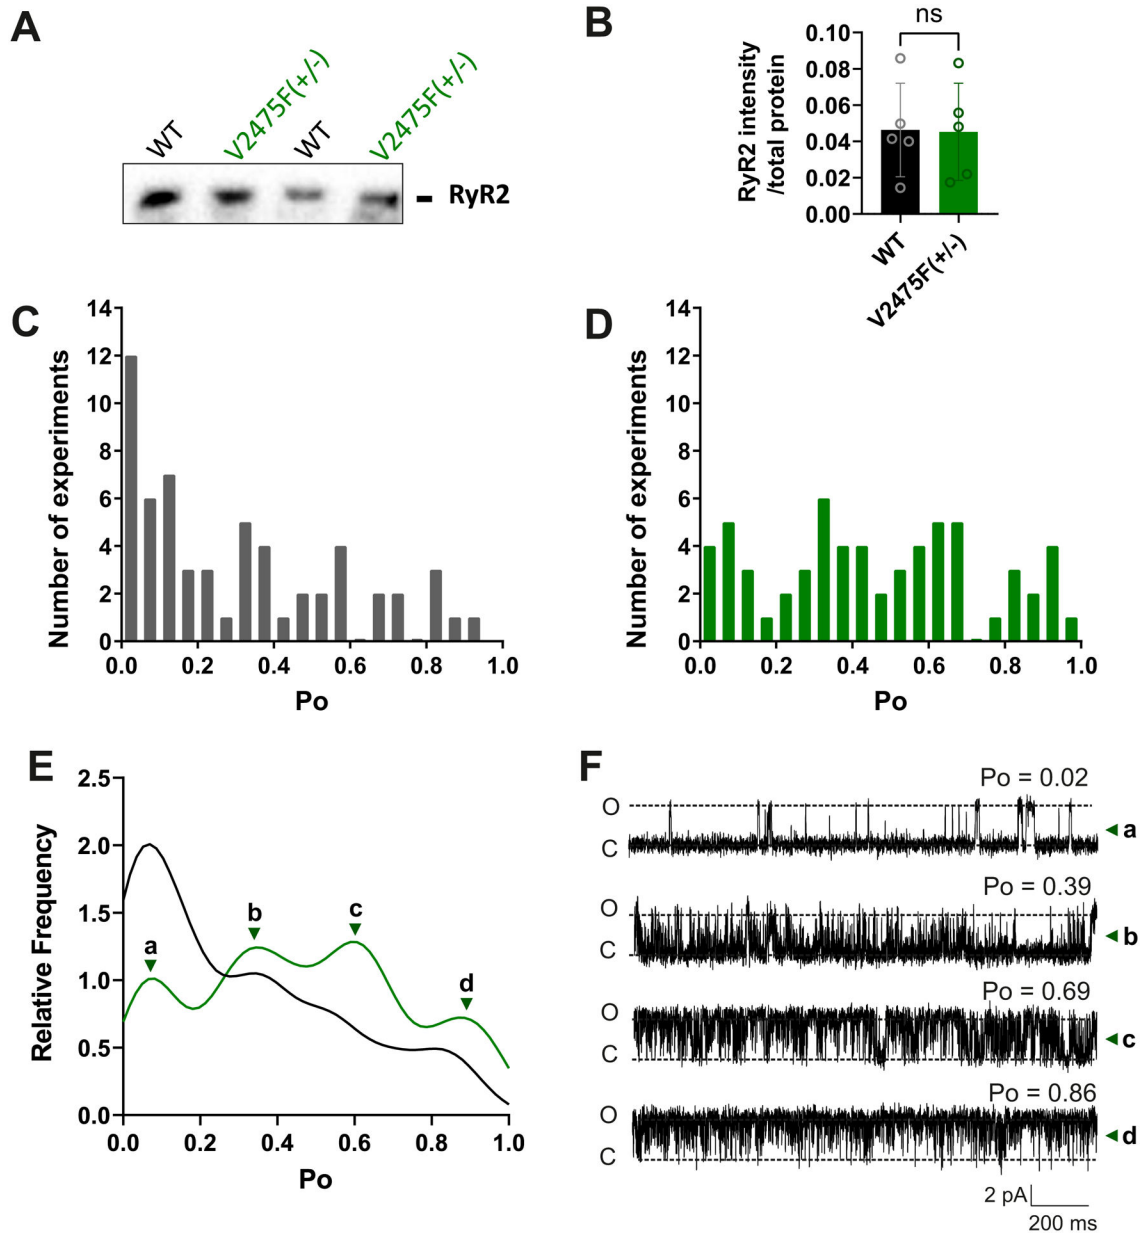 A
WT
V2475F(+/-)
WT
V2475F(+/-)
RyR2
B
ns
RyR2 intensity
/total protein
0.10
0.08
0.06
0.04
0.02
0.00
WT
V2475F(+/-)
C
Number of experiments
14
12
10
8
6
4
2
0
0.0 0.2 0.4 0.6 0.8 1.0
Po
D
Number of experiments
14
12
10
8
6
4
2
0
0.0 0.2 0.4 0.6 0.8 1.0
Po
E
Relative Frequency
2.5
2.0
1.5
1.0
0.5
0.0
a
b
c
d
0.0 0.2 0.4 0.6 0.8 1.0
Po
F
Po = 0.02
O
C
a
Po = 0.39
O
C
b
Po = 0.69
O
C
c
Po = 0.86
O
C
d
2 pA
200 ms